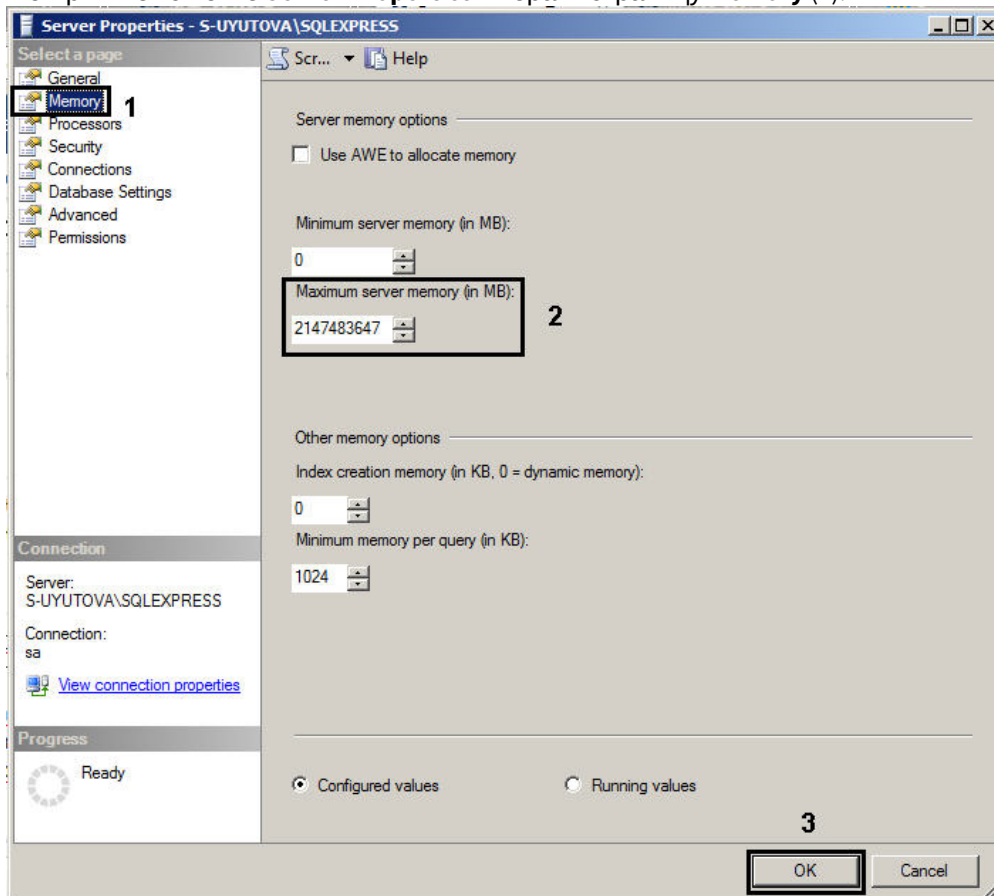 Server Properties - S-UYUTOVA\SQLEXPRESS
Select a page
General
Memory
1
Processors
Security
Connections
Database Settings
Advanced
Permissions
Scr...
Help
Server memory options
Use AWE to allocate memory
Minimum server memory (in MB):
0
Maximum server memory (in MB):
2147483647
2
Other memory options
Index creation memory (in KB, 0 = dynamic memory):
0
Minimum memory per query (in KB):
1024
Connection
Server:
S-UYUTOVA\SQLEXPRESS
Connection:
sa
View connection properties
Progress
Ready
Configured values
Running values
3
OK
Cancel